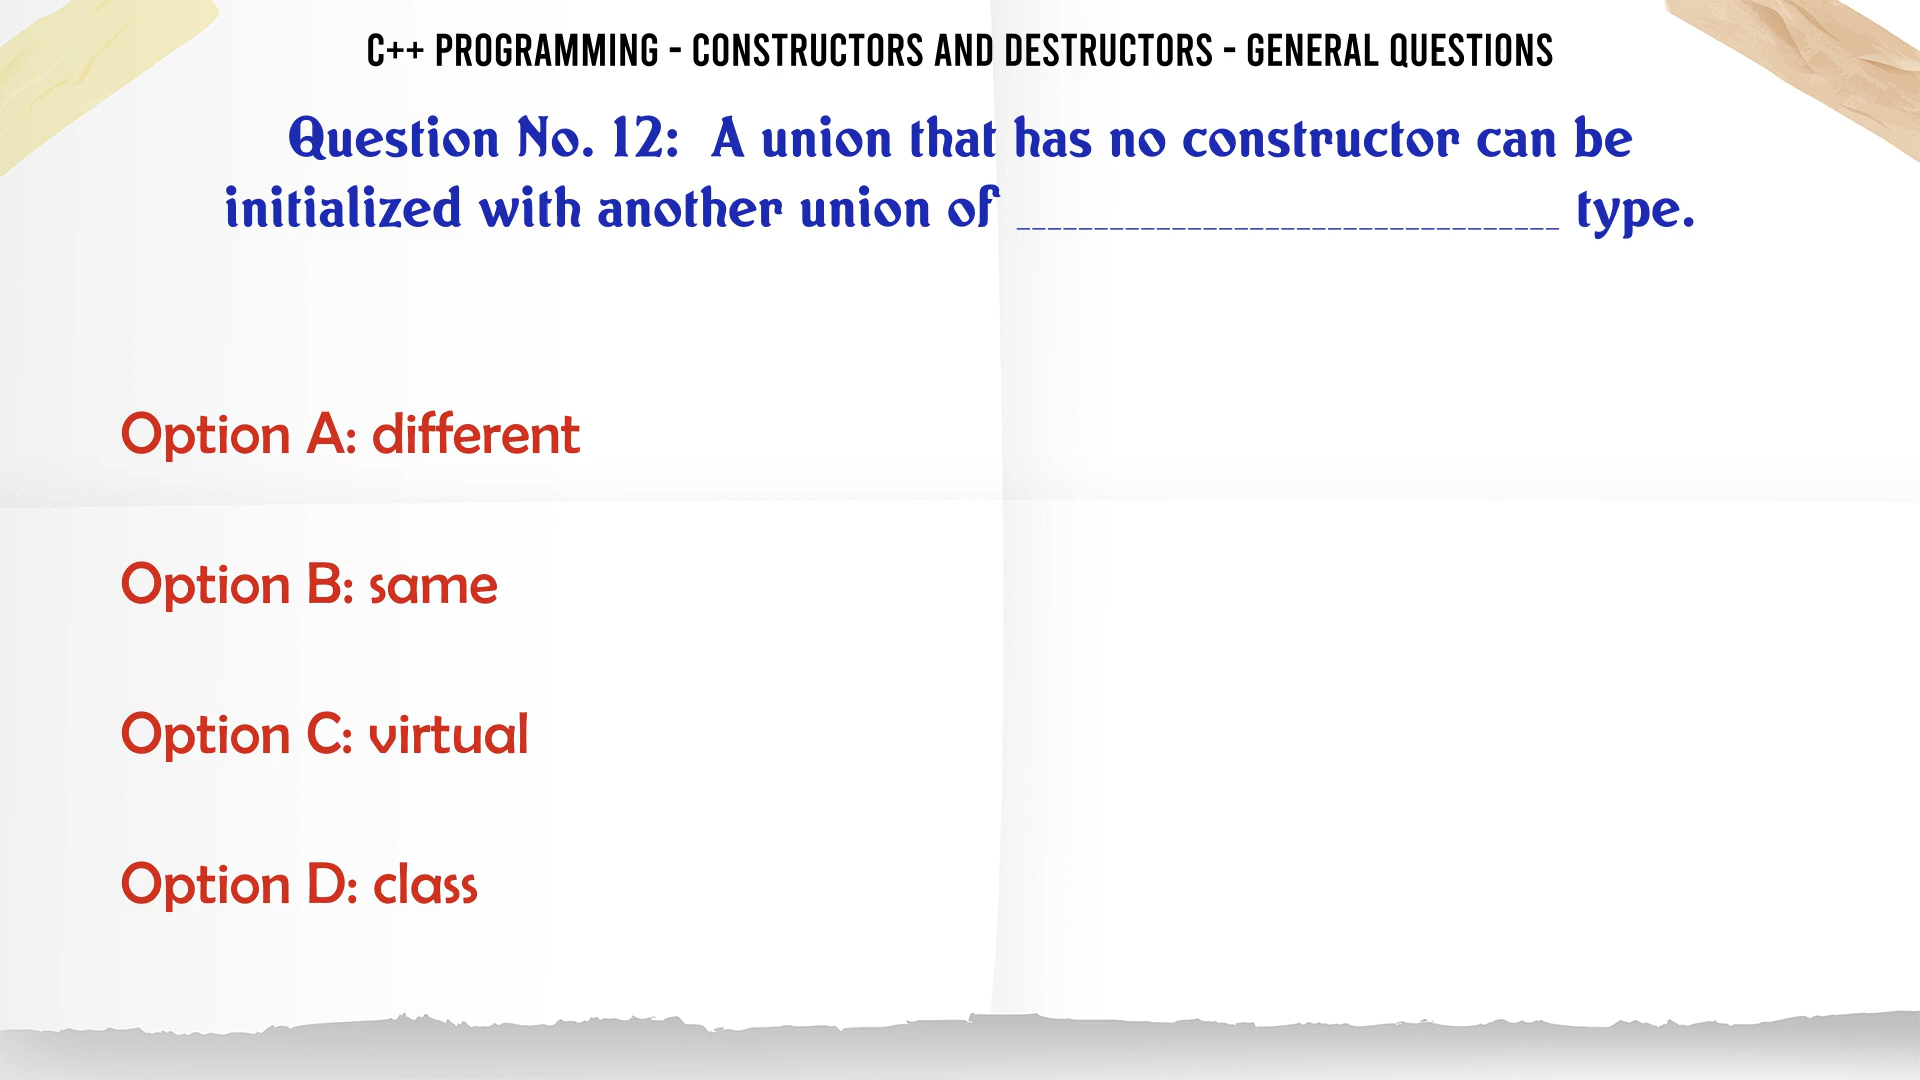 C++ PROGRAMMING - CONSTRUCTORS AND DESTRUCTORS - GENERAL QUESTIONS
Question No. 12: A union that has no constructor can be
initialized with another union of __________________________________ type.
Option A: different
Option B: same
Option C: virtual
Option D: class